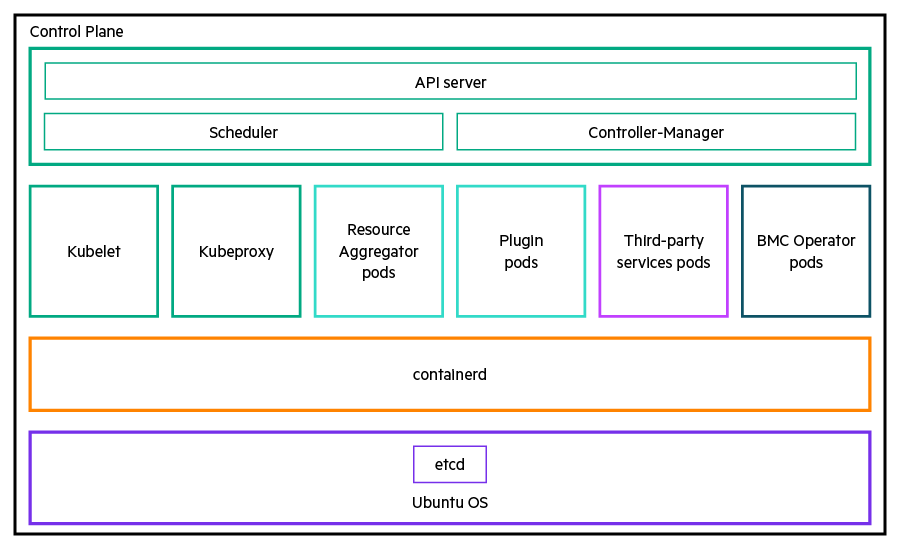 Control Plane
API server
Scheduler
Controller-Manager
Kubelet
Kubeproxy
Resource
Aggregator
pods
Plugin
pods
Third-party
services pods
BMC Operator
pods
containerd
etcd
Ubuntu OS